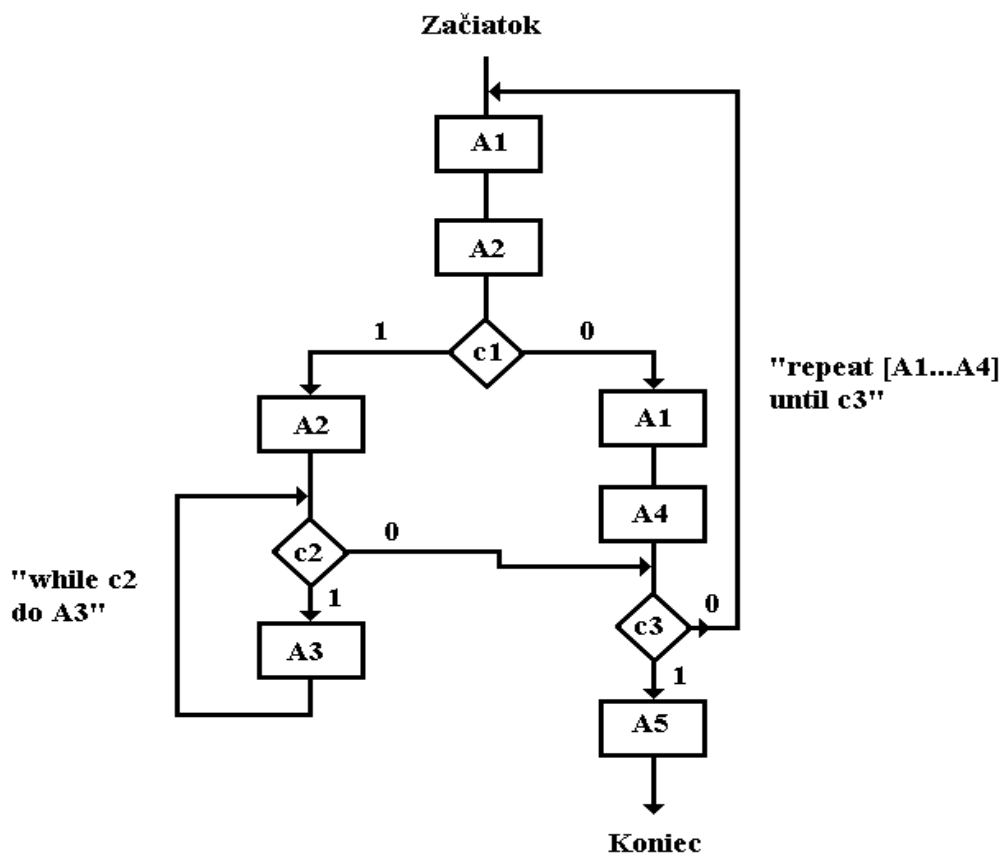 Začiatok
A1
A2
1
c1
0
"repeat [A1...A4]
until c3"
A2
A1
A4
c2
0
"while c2
do A3"
1
A3
c3
0
1
A5
Koniec